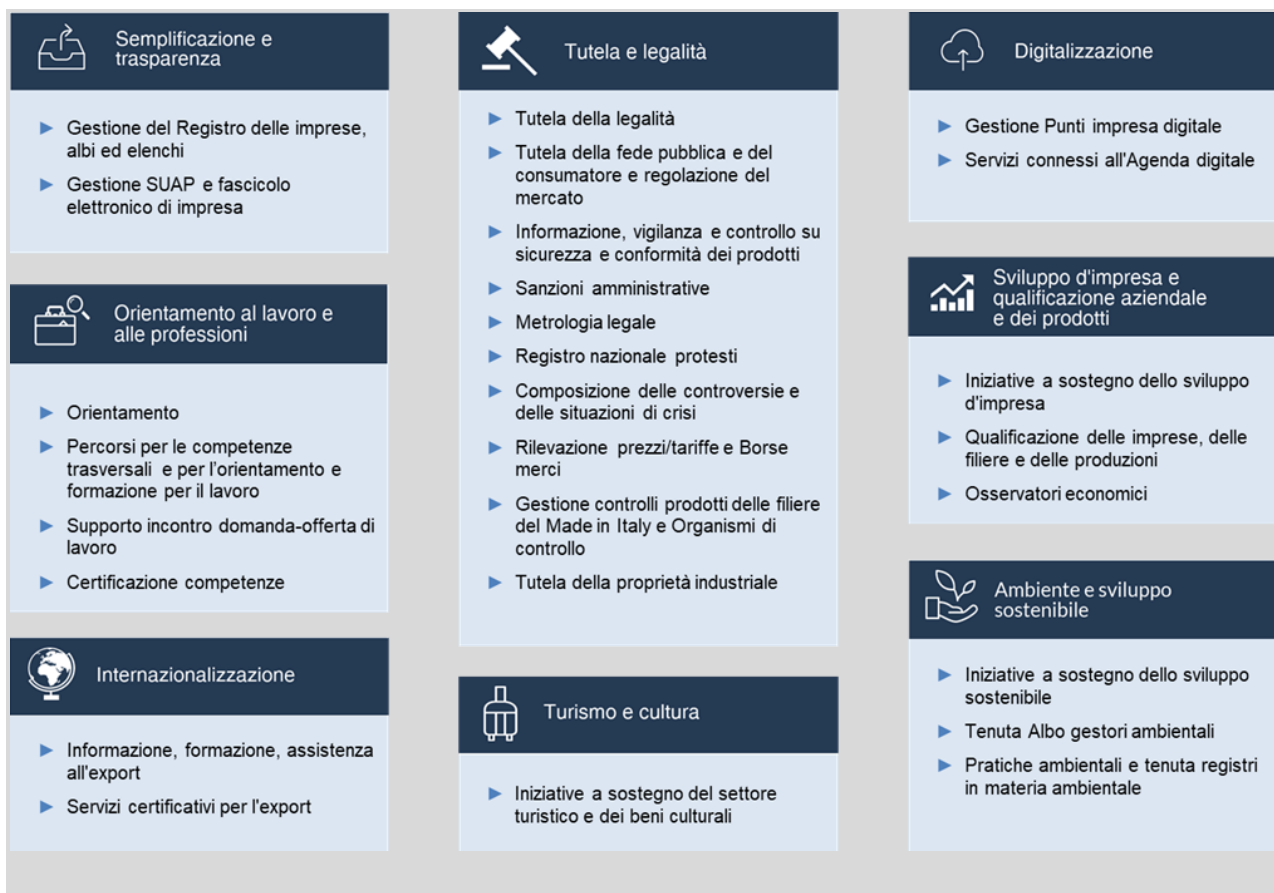 Semplificazione e
trasparenza
Gestione del Registro delle imprese,
albi ed elenchi
Gestione SUAP e fascicolo
elettronico di impresa
Orientamento al lavoro e
alle professioni
Orientamento
Percorsi per le competenze
trasversali e per l'orientamento e
formazione per il lavoro
Supporto incontro domanda-offerta di
lavoro
Certificazione competenze
Internazionalizzazione
Informazione, formazione, assistenza
all'export
Servizi certificativi per l'export
Tutela e legalità
Tutela della legalità
Tutela della fede pubblica e del
consumatore e regolazione del
mercato
Informazione, vigilanza e controllo su
sicurezza e conformità dei prodotti
Sanzioni amministrative
Metrologia legale
Registro nazionale protesti
Composizione delle controversie e
delle situazioni di crisi
Rilevazione prezzi/tariffe e Borse
merci
Gestione controlli prodotti delle filiere
del Made in Italy e Organismi di
controllo
Tutela della proprietà industriale
Turismo e cultura
Iniziative a sostegno del settore
turistico e dei beni culturali
Digitalizzazione
Gestione Punti impresa digitale
Servizi connessi all'Agenda digitale
Sviluppo d'impresa e
qualificazione aziendale
e dei prodotti
Iniziative a sostegno dello sviluppo
d'impresa
Qualificazione delle imprese, delle
filiere e delle produzioni
Osservatori economici
Ambiente e sviluppo
sostenibile
Iniziative a sostegno dello sviluppo
sostenibile
Tenuta Albo gestori ambientali
Pratiche ambientali e tenuta registri
in materia ambientale